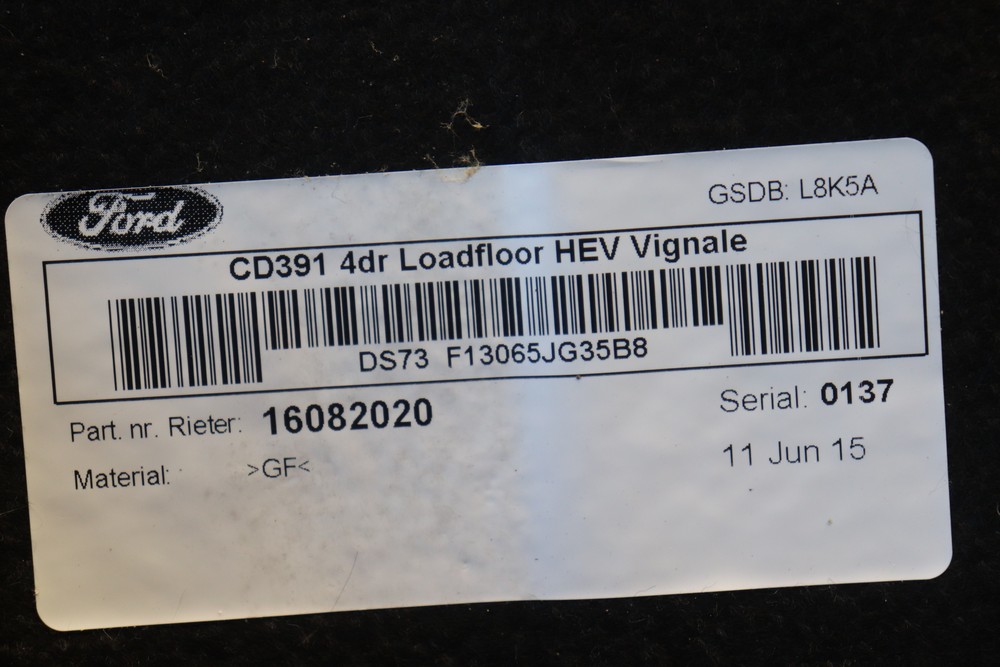 Ford
GSDB: L8K5A
CD391 4dr Loadfloor HEV Vignale
DS73 F13065JG35B8
Part. nr. Rieter: 16082020
Serial: 0137
Material: >GF<
11 Jun 15